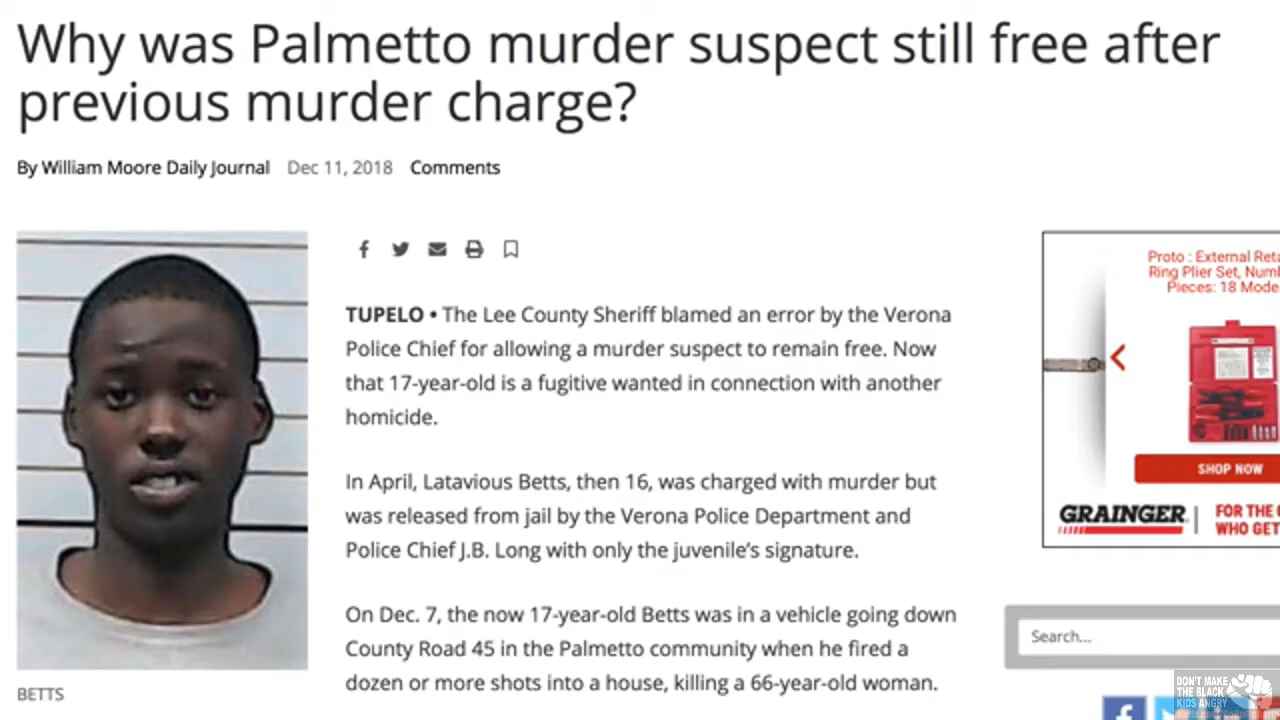 Why was Palmetto murder suspect still free after
previous murder charge?
By William Moore Daily Journal Dec 11, 2018 Comments
TUPELO • The Lee County Sheriff blamed an error by the Verona
Police Chief for allowing a murder suspect to remain free. Now
that 17-year-old is a fugitive wanted in connection with another
homicide.
In April, Latavious Betts, then 16, was charged with murder but
was released from jail by the Verona Police Department and
Police Chief J.B. Long with only the juvenile's signature.
On Dec. 7, the now 17-year-old Betts was in a vehicle going down
County Road 45 in the Palmetto community when he fired a
dozen or more shots into a house, killing a 66-year-old woman.
BETTS
Proto : External Reta
Ring Plier Set, Num
Pieces: 18 Mode
SHOP NOW
GRAINGER
FOR THE
WHO GET
Search...
DON'T MAKE
THE BLACK
KIDS ANGRY